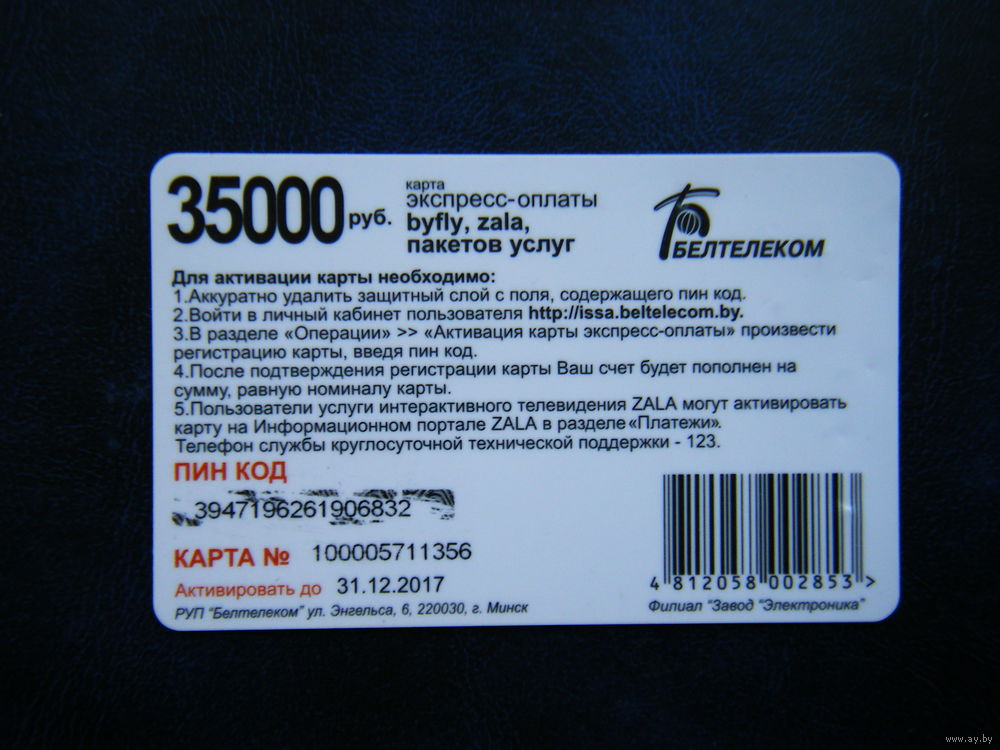 35000 руб.
карта
экспресс-оплаты
byfly, zala,
пакетов услуг
БЕЛТЕЛЕКОМ
Для активации карты необходимо:
1.Аккуратно удалить защитный слой с поля, содержащего пин код.
2.Войти в личный кабинет пользователя http://issa.beltelecom.by.
3.В разделе «Операции» >> «Активация карты экспресс-оплаты» произвести
регистрацию карты, введя пин код.
4.После подтверждения регистрации карты Ваш счет будет пополнен на
сумму, равную номиналу карты.
5.Пользователи услуги интерактивного телевидения ZALA могут активировать
карту на Информационном портале ZALA в разделе «Платежи».
Телефон службы круглосуточной технической поддержки - 123.
ПИН КОД
3947196261906832
КАРТА № 100005711356
Активировать до 31.12.2017
РУП "Белтелеком" ул. Энгельса, 6, 220030, г. Минск
4 812058 002853 >
Филиал "Завод "Электроника"
www.ay.by